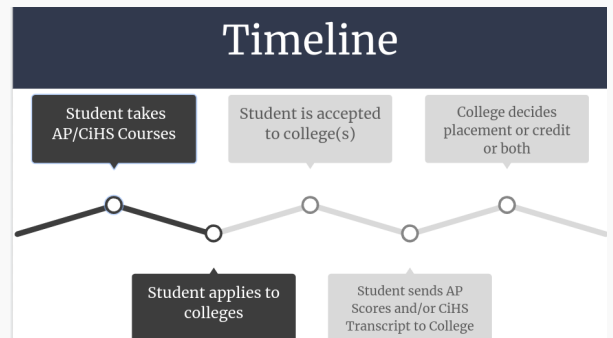 Timeline
Student takes
AP/CiHS Courses
Student is accepted
to college(s)
College decides
placement or credit
or both
Student applies to
colleges
Student sends AP
Scores and/or CiHS
Transcript to College